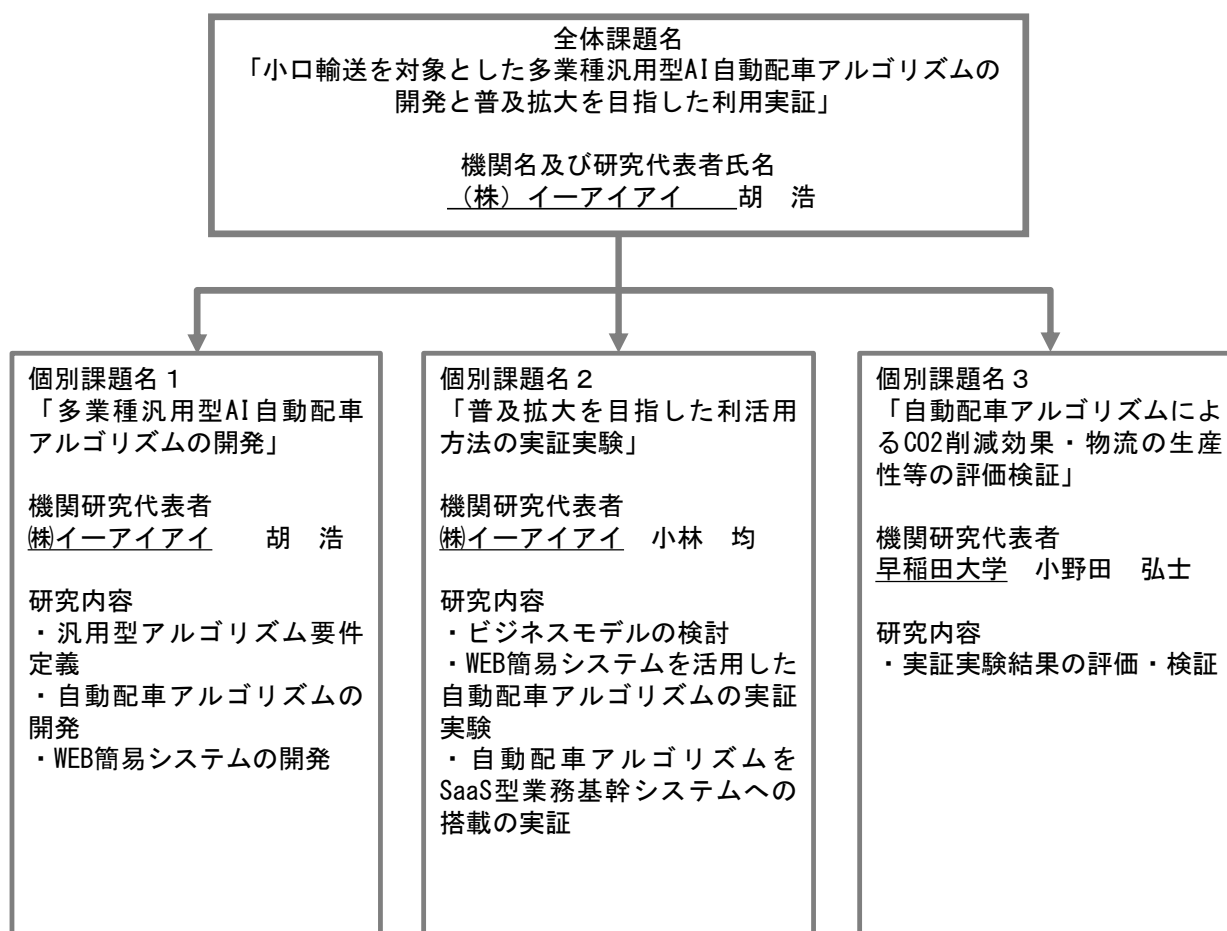 全体課題名
「小口輸送を対象とした多業種汎用型AI自動配車アルゴリズムの
開発と普及拡大を目指した利用実証」
機関名及び研究代表者氏名
（株）イーアイアイ　　胡　浩
個別課題名１
「多業種汎用型AI自動配車
アルゴリズムの開発」
機関研究代表者
㈱イーアイアイ　　胡　浩
研究内容
・汎用型アルゴリズム要件
定義
・自動配車アルゴリズムの
開発
・WEB簡易システムの開発
個別課題名２
「普及拡大を目指した利活用
方法の実証実験」
機関研究代表者
㈱イーアイアイ　小林　均
研究内容
・ビジネスモデルの検討
・WEB簡易システムを活用した
自動配車アルゴリズムの実証
実験
・自動配車アルゴリズムを
SaaS型業務基幹システムへの
搭載の実証
個別課題名３
「自動配車アルゴリズムによ
るCO2削減効果・物流の生産
性等の評価検証」
機関研究代表者
早稲田大学　小野田　弘士
研究内容
・実証実験結果の評価・検証